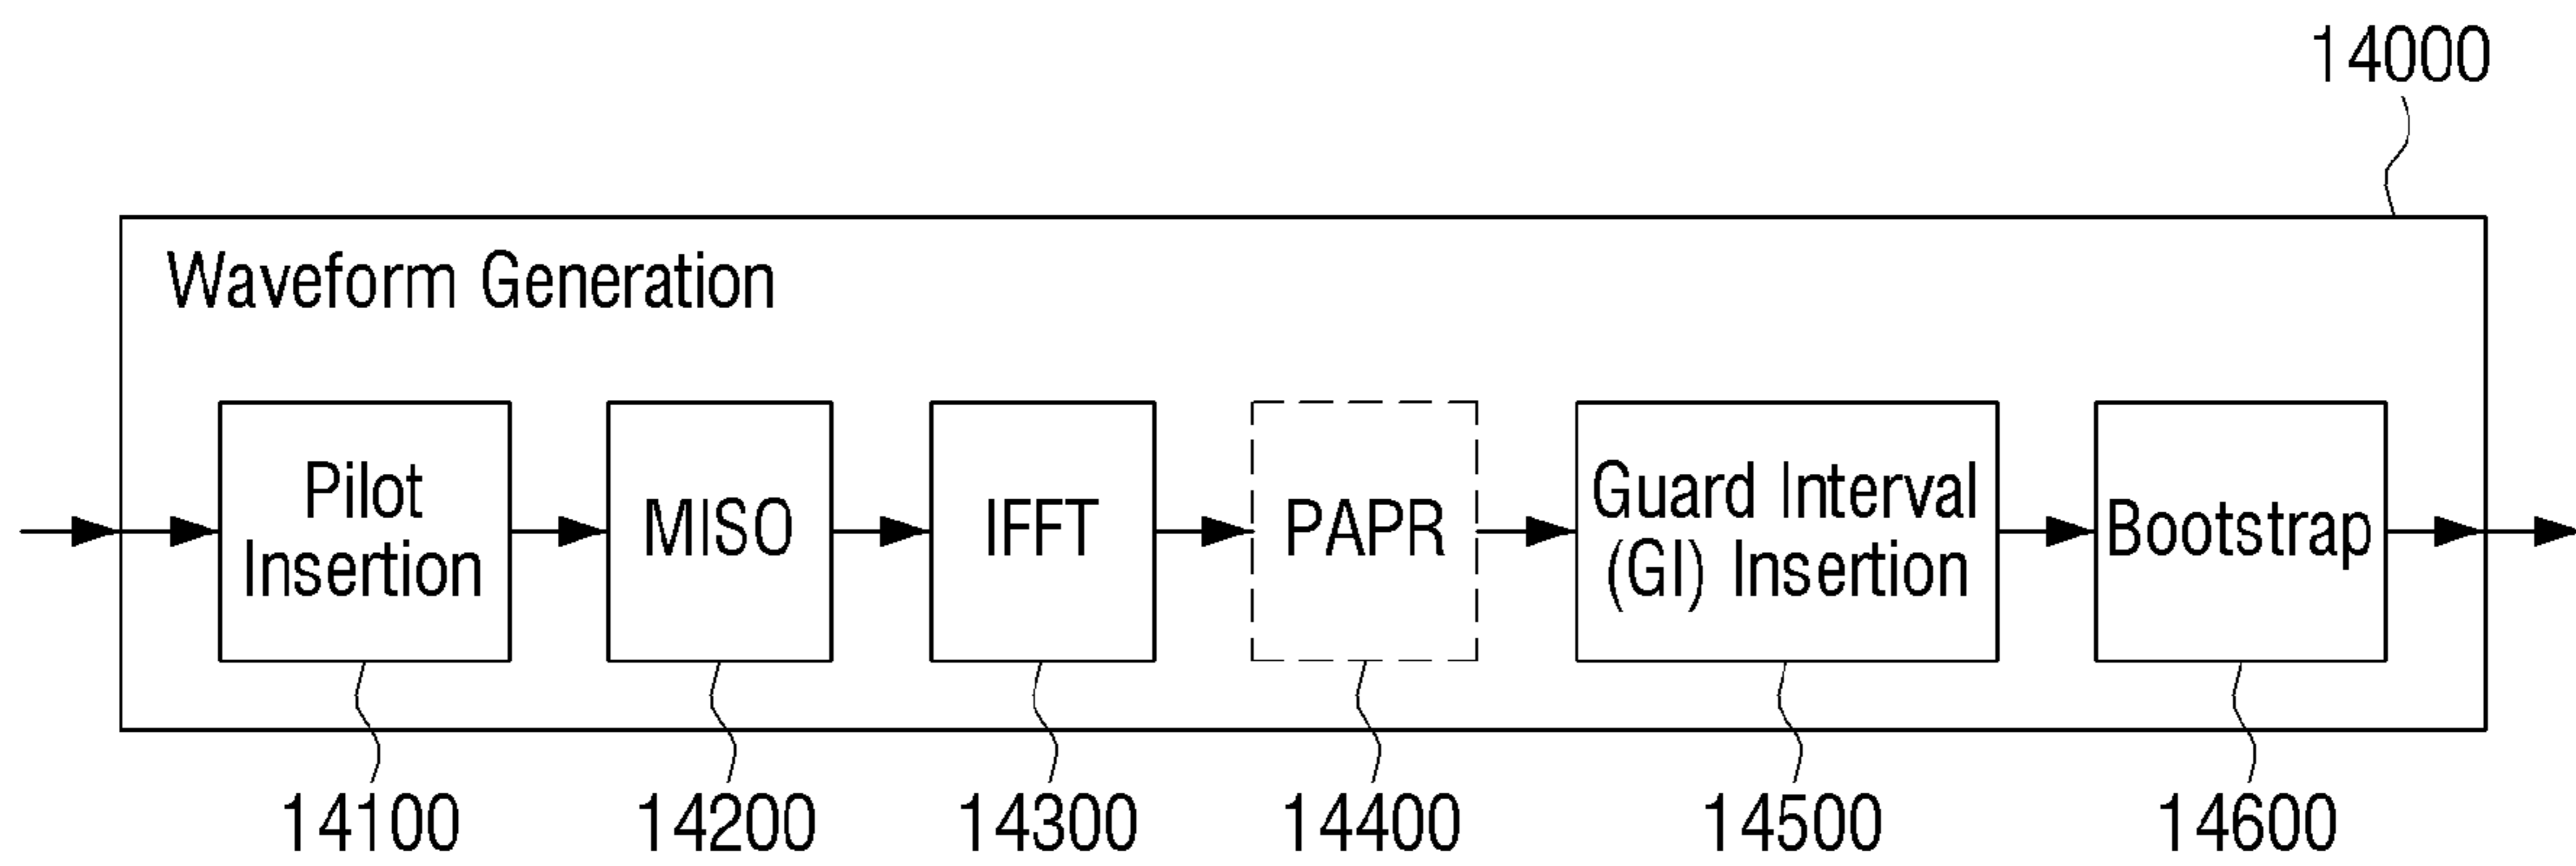 14000
Waveform Generation
Pilot
Insertion
MISO
IFFT
PAPR
Guard Interval
(GI) Insertion
Bootstrap
14100
14200
14300
14400
14500
14600